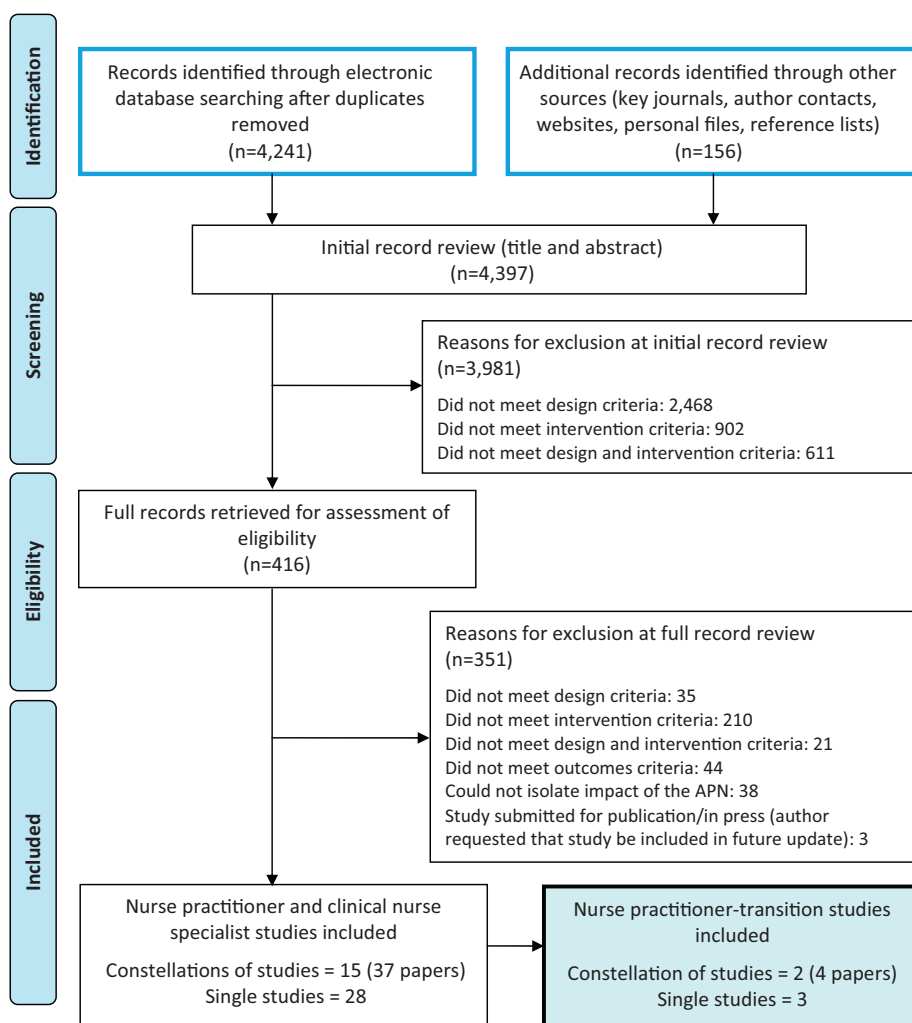 Identification
Records identified through electronic
database searching after duplicates
removed
(n=4,241)
Additional records identified through other
sources (key journals, author contacts,
websites, personal files, reference lists)
(n=156)
Screening
Initial record review (title and abstract)
(n=4,397)
Reasons for exclusion at initial record review
(n=3,981)
Did not meet design criteria: 2,468
Did not meet intervention criteria: 902
Did not meet design and intervention criteria: 611
Eligibility
Full records retrieved for assessment of
eligibility
(n=416)
Reasons for exclusion at full record review
(n=351)
Did not meet design criteria: 35
Did not meet intervention criteria: 210
Did not meet design and intervention criteria: 21
Did not meet outcomes criteria: 44
Could not isolate impact of the APN: 38
Study submitted for publication/in press (author
requested that study be included in future update): 3
Included
Nurse practitioner and clinical nurse
specialist studies included
Constellations of studies = 15 (37 papers)
Single studies = 28
Nurse practitioner-transition studies
included
Constellation of studies = 2 (4 papers)
Single studies = 3